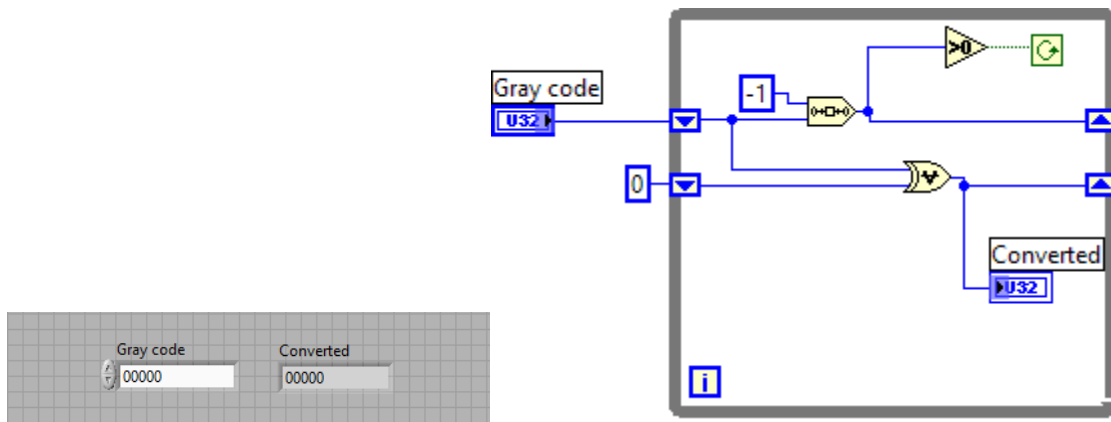 >0
Gray code
-1
U32
0
Converted
U32
i
Gray code
Converted
00000
00000